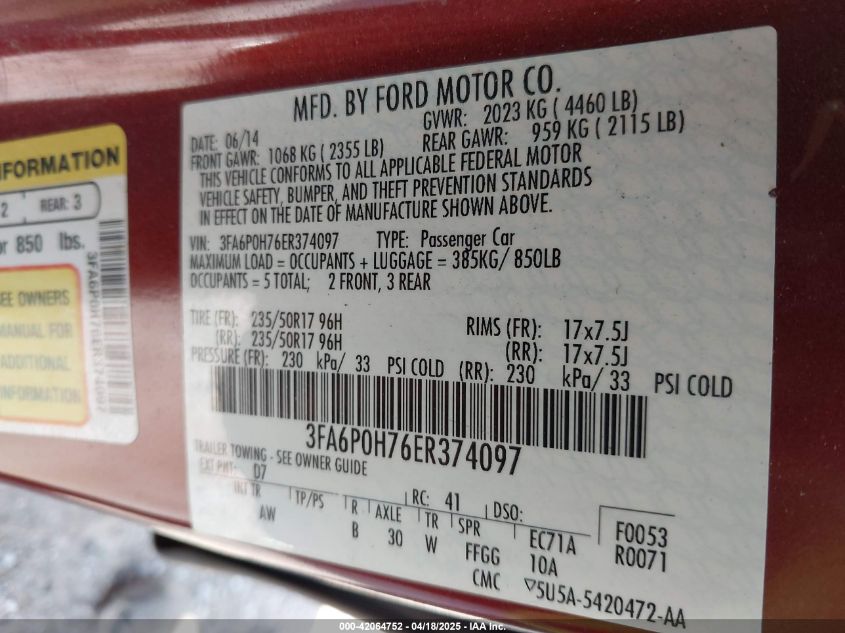 MFD. BY FORD MOTOR CO.
DATE: 06/14
GVWR: 2023 KG ( 4460 LB)
FRONT GAWR: 1068 KG ( 2355 LB)
REAR GAWR: 959 KG ( 2115 LB)
THIS VEHICLE CONFORMS TO ALL APPLICABLE FEDERAL MOTOR
VEHICLE SAFETY, BUMPER, AND THEFT PREVENTION STANDARDS
IN EFFECT ON THE DATE OF MANUFACTURE SHOWN ABOVE.
VIN: 3FA6P0H76ER374097 TYPE: Passenger Car
MAXIMUM LOAD = OCCUPANTS + LUGGAGE = 385KG/ 850LB
OCCUPANTS = 5 TOTAL; 2 FRONT, 3 REAR
TIRE (FR): 235/50R17 96H RIMS (FR): 17x7.5J
(RR): 235/50R17 96H (RR): 17x7.5J
PRESSURE (FR): 230 kPa/ 33 PSI COLD (RR): 230 kPa/ 33 PSI COLD
3FA6P0H76ER374097
TRAILER TOWING - SEE OWNER GUIDE
EXT PNT: D7 RC: 41 DSO:
INT TR TP/PS R AXLE TR SPR EC71A F0053
AW B 30 W FFGG 10A R0071
CMC ▽5U5A-5420472-AA
NFORMATION
2 REAR: 3
or 850 lbs.
SEE OWNERS
MANUAL FOR
ADDITIONAL
INFORMATION
3FA6P0H76ER374097
000-42064752 - 04/18/2025 - IAA Inc.